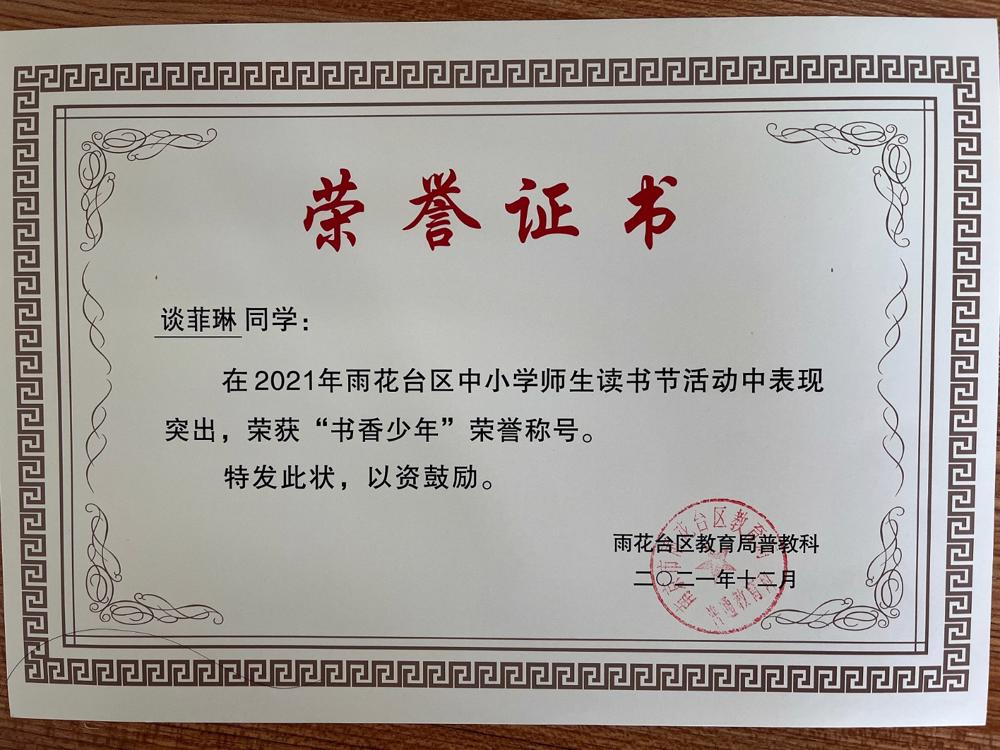 荣誉证书
谈菲琳 同学：
在2021年雨花台区中小学师生读书节活动中表现
突出，荣获“书香少年”荣誉称号。
特发此状，以资鼓励。
雨花台区教育局普教科
二〇二一年十二月